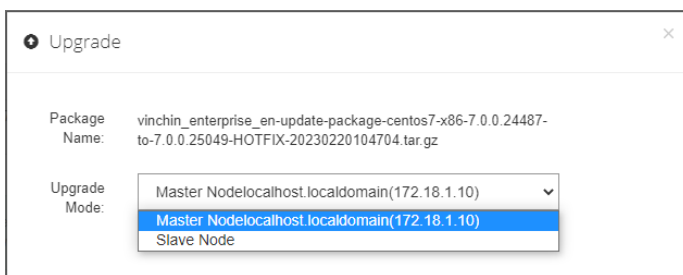 Upgrade
Package Name:
vinchin_enterprise_en-update-package-centos7-x86-7.0.0.24487-
to-7.0.0.25049-HOTFIX-20230220104704.tar.gz
Upgrade Mode:
Master Nodelocalhost.localdomain(172.18.1.10)
Master Nodelocalhost.localdomain(172.18.1.10)
Slave Node